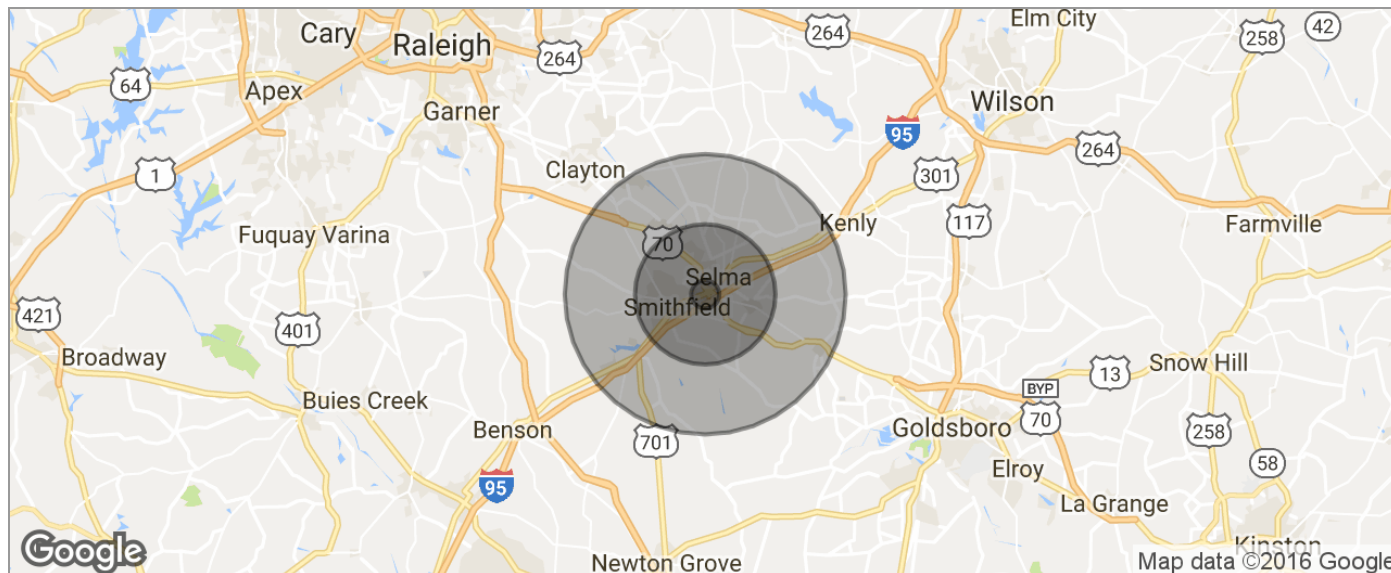 Elm City
42
Cary
264
258
Raleigh
264
64
Apex
Wilson
Garner
95
264
Clayton
1
301
117
Kenly
Farmville
Fuquay Varina
70
Selma
Smithfield
421
401
Broadway
Snow Hill
13
BYP
Buies Creek
70
Benson
Goldsboro
258
701
58
Elroy
95
La Grange
Kinston
Newton Grove
Google
Map data ©2016 Google